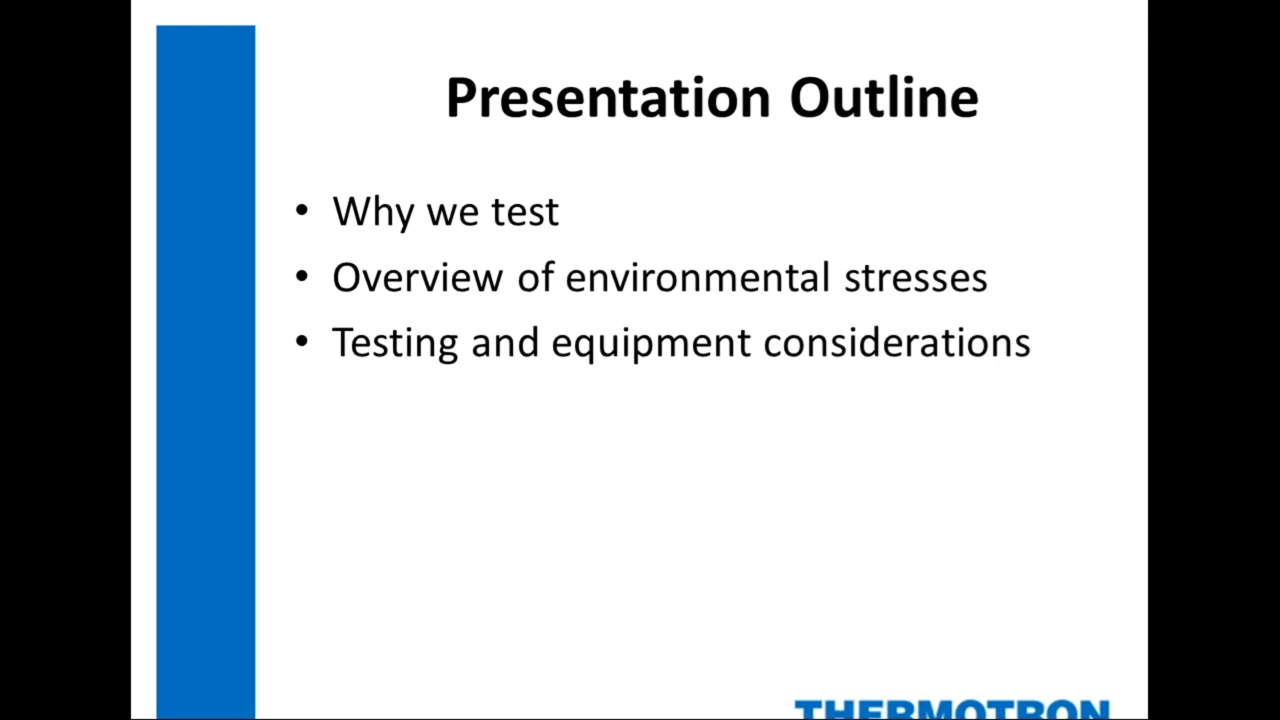 Presentation Outline
• Why we test
• Overview of environmental stresses
• Testing and equipment considerations
THERMOTRON